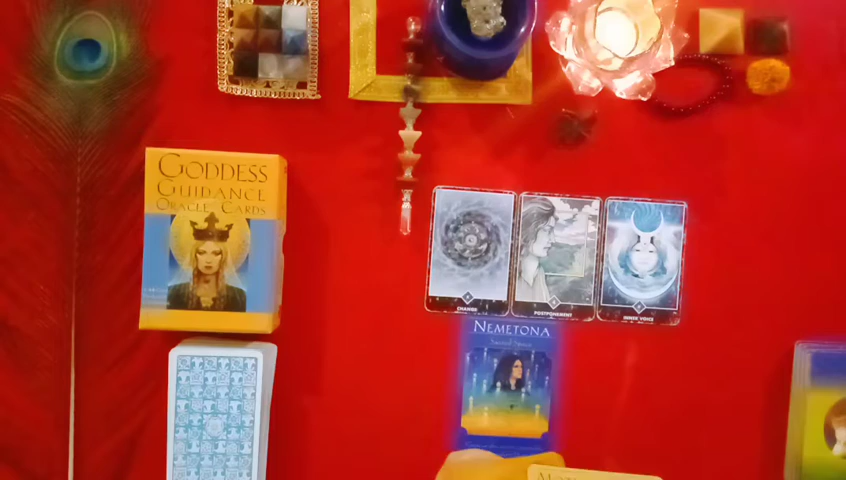 GODDESS
GUIDANCE
ORACLE CARDS
CHANGE
POSTPONEMENT
INNER VOICE
NEMETONA
Sacred Space